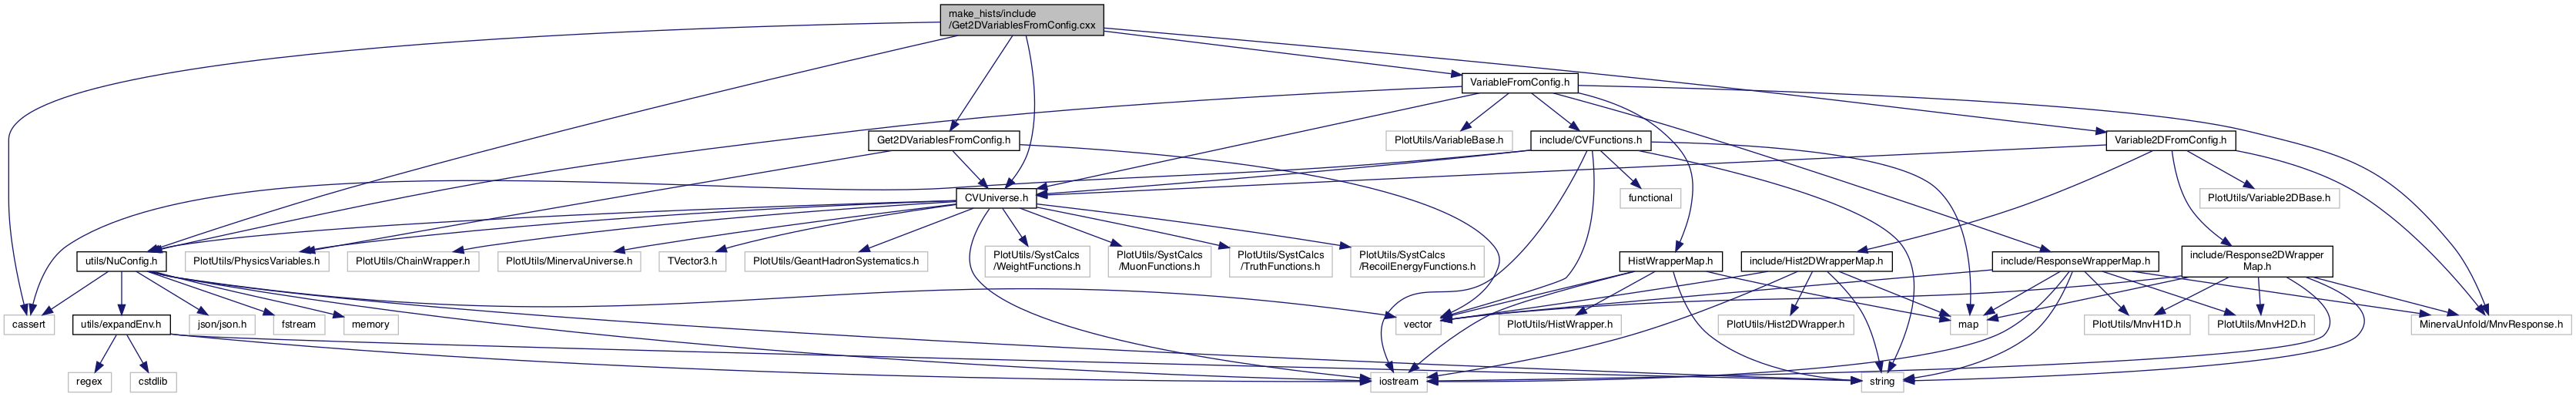 make_hists/include
/Get2DVariablesFromConfig.cxx
VariableFromConfig.h
Get2DVariablesFromConfig.h
PlotUtils/VariableBase.h
include/CVFunctions.h
Variable2DFromConfig.h
CVUniverse.h
functional
PlotUtils/Variable2DBase.h
utils/NuConfig.h
PlotUtils/PhysicsVariables.h
PlotUtils/ChainWrapper.h
PlotUtils/MinervaUniverse.h
TVector3.h
PlotUtils/GeantHadronSystematics.h
PlotUtils/SystCalcs
/WeightFunctions.h
PlotUtils/SystCalcs
/MuonFunctions.h
PlotUtils/SystCalcs
/TruthFunctions.h
PlotUtils/SystCalcs
/RecoilEnergyFunctions.h
HistWrapperMap.h
include/Hist2DWrapperMap.h
include/ResponseWrapperMap.h
include/Response2DWrapper
Map.h
cassert
utils/expandEnv.h
json/json.h
fstream
memory
vector
PlotUtils/HistWrapper.h
PlotUtils/Hist2DWrapper.h
map
PlotUtils/MnvH1D.h
PlotUtils/MnvH2D.h
MinervaUnfold/MnvResponse.h
regex
cstdlib
iostream
string